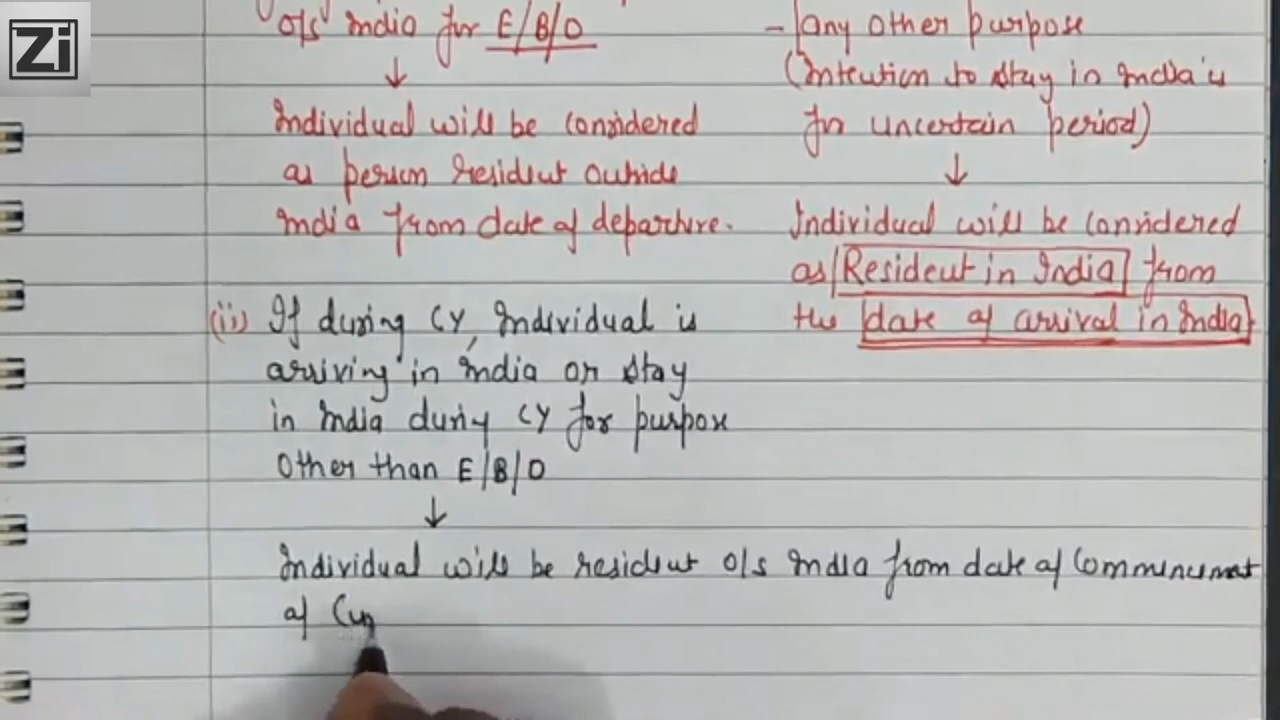 Zi
o/s India for E/B/O
↓
Individual will be considered
as person resident outside
India from date of departure.
- any other purpose
(Intention to stay in India is
for uncertain period)
↓
Individual will be considered
as Resident in India from
the date of arrival in India
(ii) If during CY, Individual is
arriving in India or stay
in India during CY for purpose
Other than E/B/O
↓
Individual will be resident o/s India from date of Commencement
of